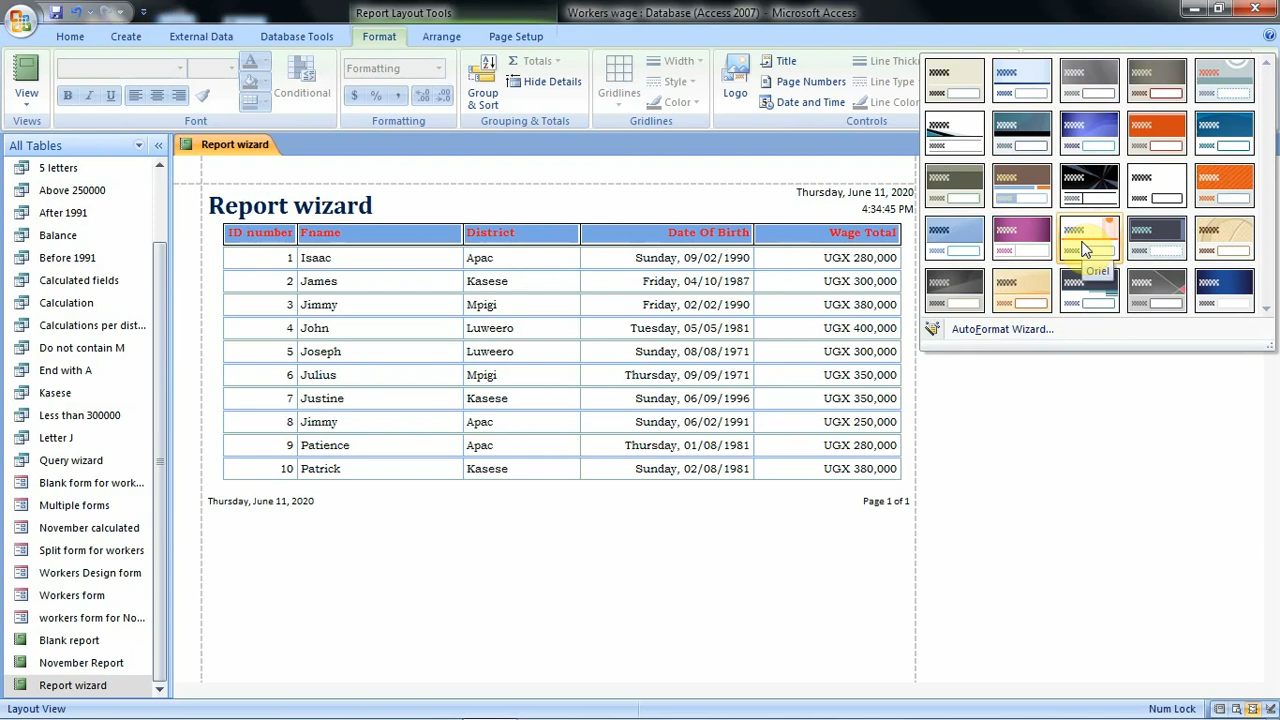 Report Layout Tools
Workers wage : Database (Access 2007) - Microsoft Access
Home
Create
External Data
Database Tools
Format
Arrange
Page Setup
View
Views
B I U
Font
Conditional
Formatting
$ % ,
Formatting
Group & Sort
Σ Totals
Hide Details
Grouping & Totals
Gridlines
Width
Style
Color
Gridlines
Logo
Title
Page Numbers
Date and Time
Line Thick
Line Type
Line Color
Controls
AutoFormat Wizard...
Oriel
All Tables
5 letters
Above 250000
After 1991
Balance
Before 1991
Calculated fields
Calculation
Calculations per dist...
Do not contain M
End with A
Kasese
Less than 300000
Letter J
Query wizard
Blank form for work...
Multiple forms
November calculated
Split form for workers
Workers Design form
Workers form
workers form for No...
Blank report
November Report
Report wizard
Report wizard
Report wizard
Thursday, June 11, 2020
4:34:45 PM
ID number Fname District Date Of Birth Wage Total
1 Isaac Apac Sunday, 09/02/1990 UGX 280,000
2 James Kasese Friday, 04/10/1987 UGX 300,000
3 Jimmy Mpigi Friday, 02/02/1990 UGX 380,000
4 John Luweero Tuesday, 05/05/1981 UGX 400,000
5 Joseph Luweero Sunday, 08/08/1971 UGX 300,000
6 Julius Mpigi Thursday, 09/09/1971 UGX 350,000
7 Justine Kasese Sunday, 06/09/1996 UGX 350,000
8 Jimmy Apac Sunday, 06/02/1991 UGX 250,000
9 Patience Apac Thursday, 01/08/1981 UGX 280,000
10 Patrick Kasese Sunday, 02/08/1981 UGX 380,000
Thursday, June 11, 2020
Page 1 of 1
Layout View
Num Lock